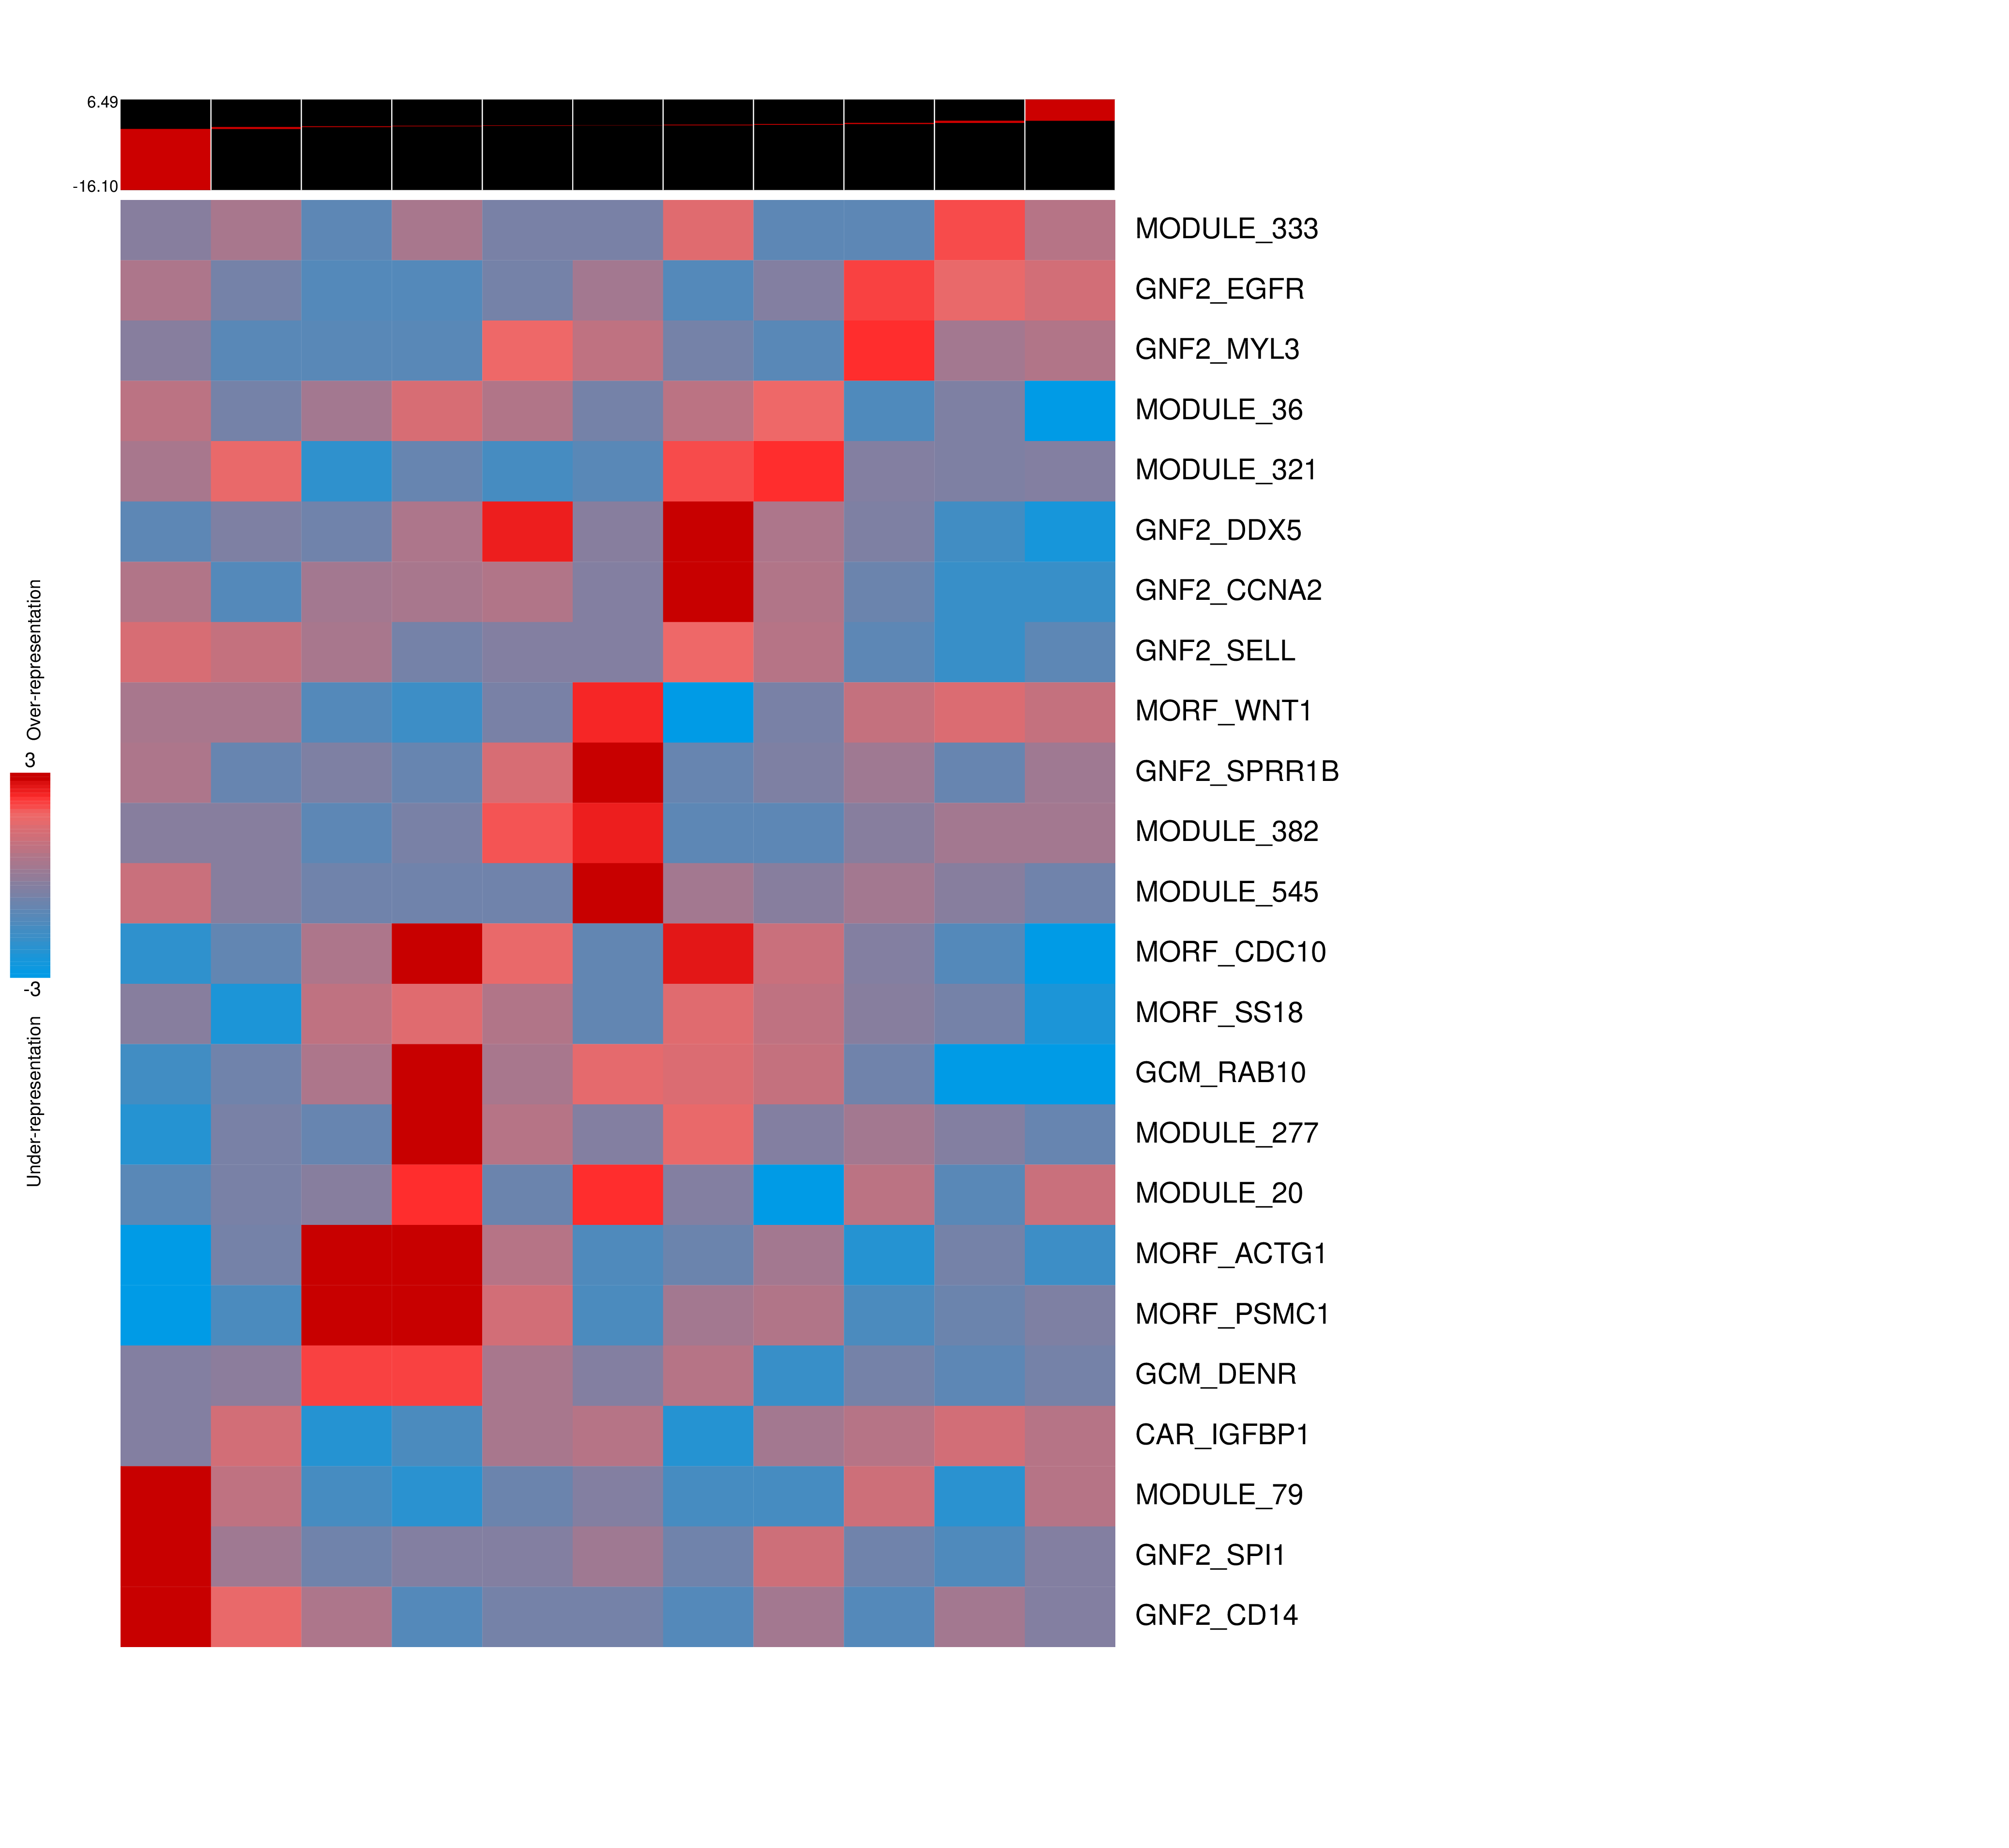 6.49
-16.10
MODULE_333
GNF2_EGFR
GNF2_MYL3
MODULE_36
MODULE_321
GNF2_DDX5
GNF2_CCNA2
GNF2_SELL
MORF_WNT1
GNF2_SPRR1B
MODULE_382
MODULE_545
MORF_CDC10
MORF_SS18
GCM_RAB10
MODULE_277
MODULE_20
MORF_ACTG1
MORF_PSMC1
GCM_DENR
CAR_IGFBP1
MODULE_79
GNF2_SPI1
GNF2_CD14
Over-representation
3
-3
Under-representation